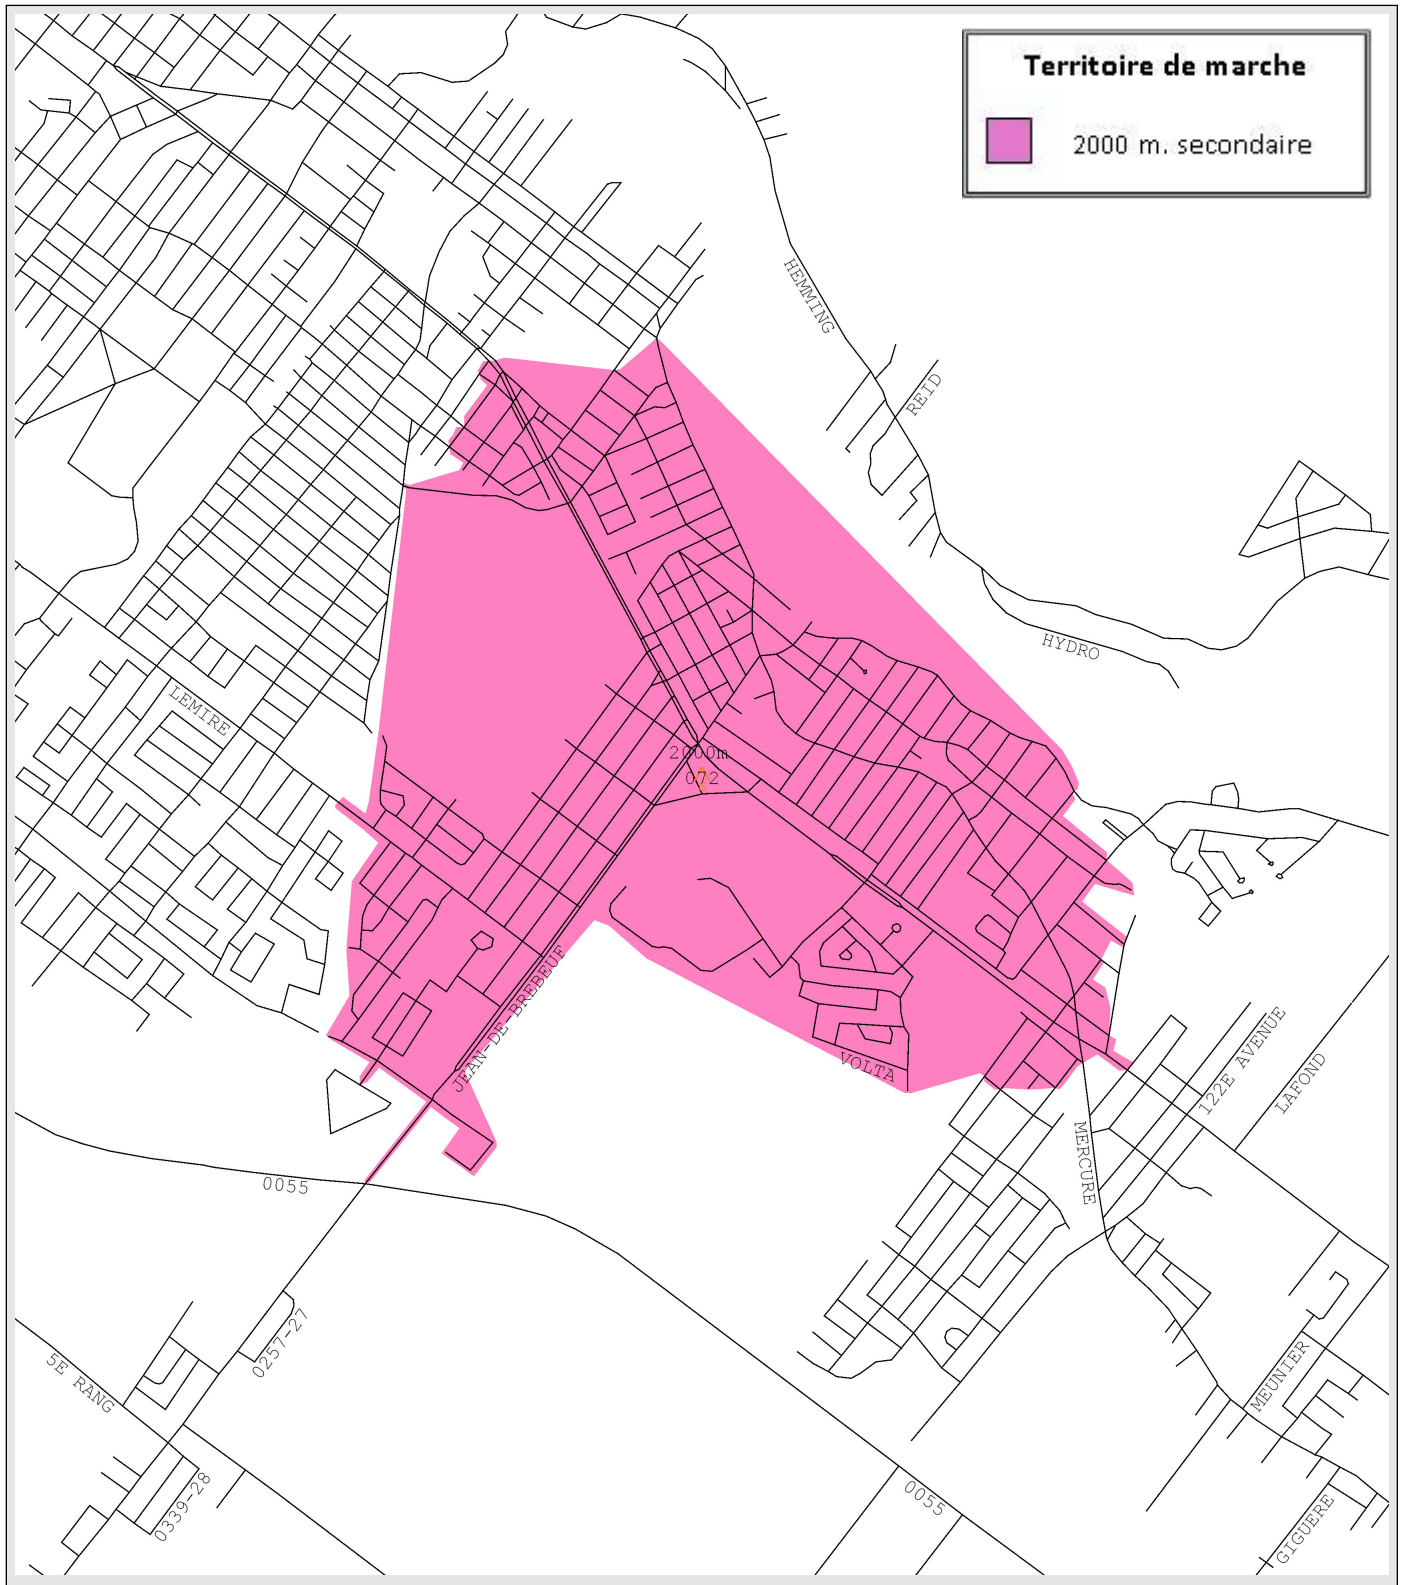 Territoire de marche
2000 m. secondaire
HEMMING
REID
HYDRO
LEMIRE
2000m
072
JEAN-DE-BREBEUF
VOLTA
122E AVENUE
LAFOND
MERCURE
0055
0257-27
5E RANG
MEUNIER
0339-28
0055
GIGUERE